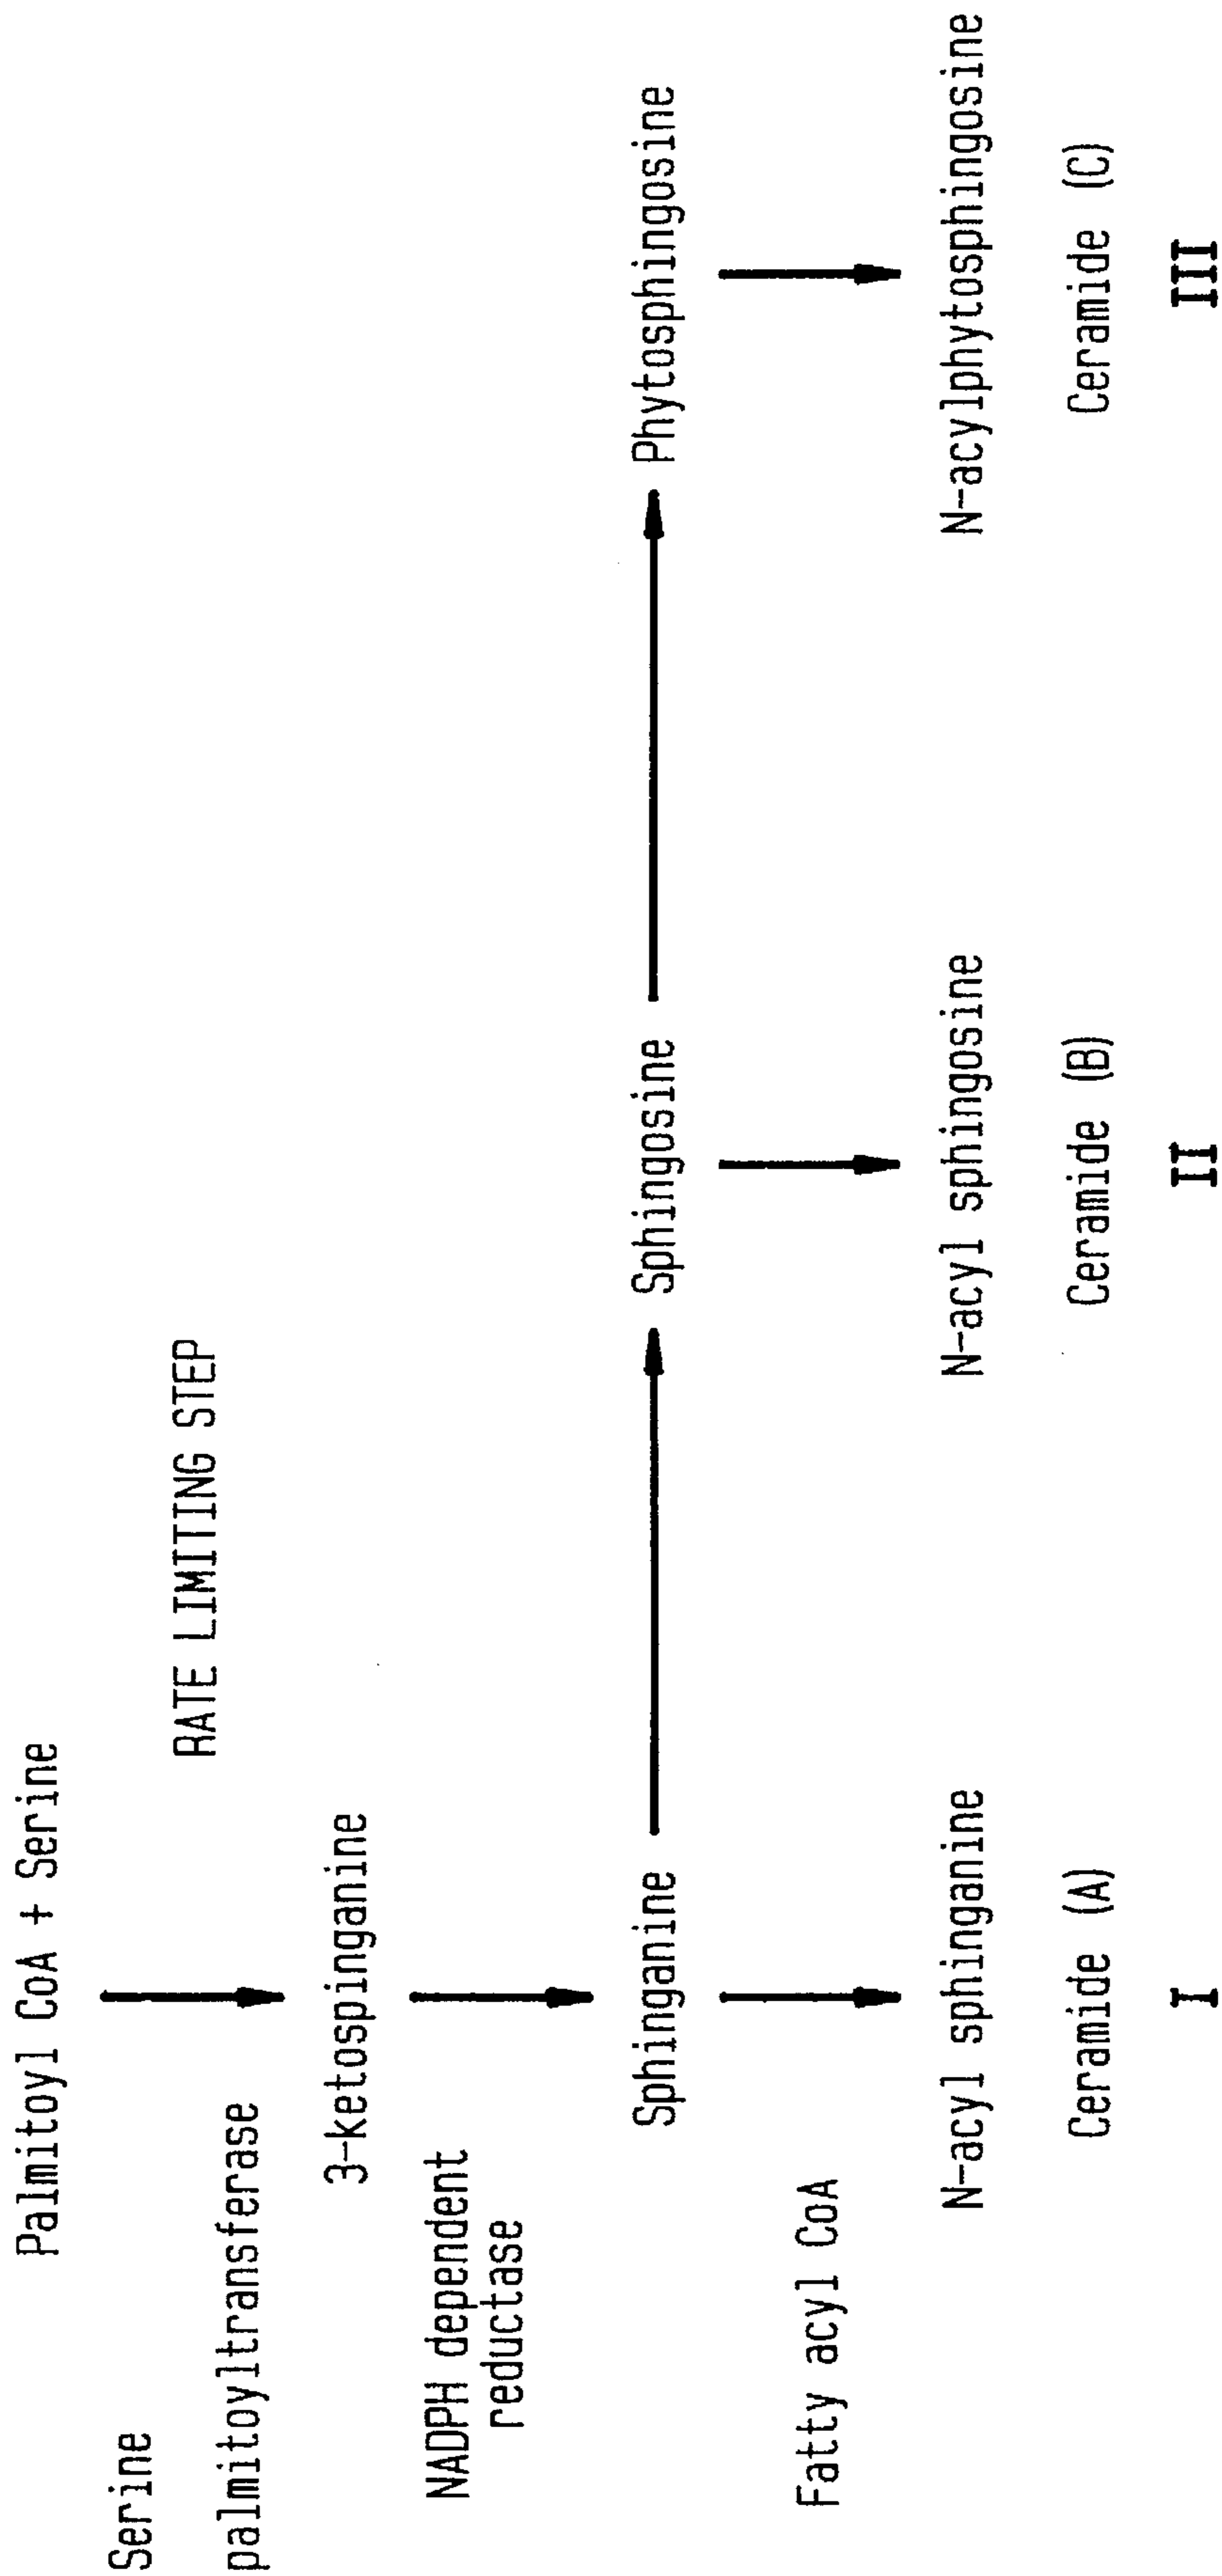 Palmitoyl CoA + Serine
Serine
palmitoyltransferase
RATE LIMITING STEP
3-ketospinganine
NADPH dependent
reductase
Sphinganine
Sphingosine
Phytosphingosine
Fatty acyl CoA
N-acyl sphinganine
N-acyl sphingosine
N-acylphytosphingosine
Ceramide (A)
Ceramide (B)
Ceramide (C)
I
II
III